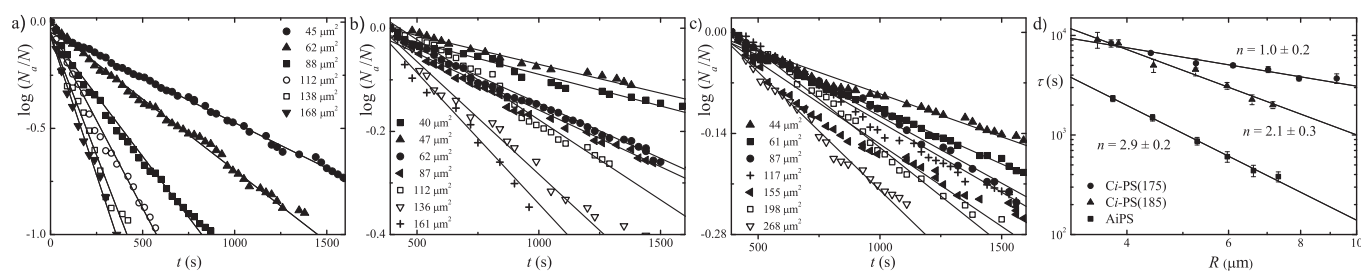 a)
log (Nₐ/N)
0.0
-0.5
-1.0
0
500
1000
1500
t (s)
45 μm²
62 μm²
88 μm²
112 μm²
138 μm²
168 μm²
b)
log (Nₐ/N)
0.0
-0.2
-0.4
500
1000
1500
t (s)
40 μm²
47 μm²
62 μm²
87 μm²
112 μm²
136 μm²
161 μm²
c)
log (Nₐ/N)
0.00
-0.14
-0.28
500
1000
1500
t (s)
44 μm²
61 μm²
87 μm²
117 μm²
155 μm²
198 μm²
268 μm²
d)
10⁴
τ (s)
10³
10²
4
6
8
10
R (μm)
n = 1.0 ± 0.2
n = 2.1 ± 0.3
n = 2.9 ± 0.2
Ci-PS(175)
Ci-PS(185)
AiPS